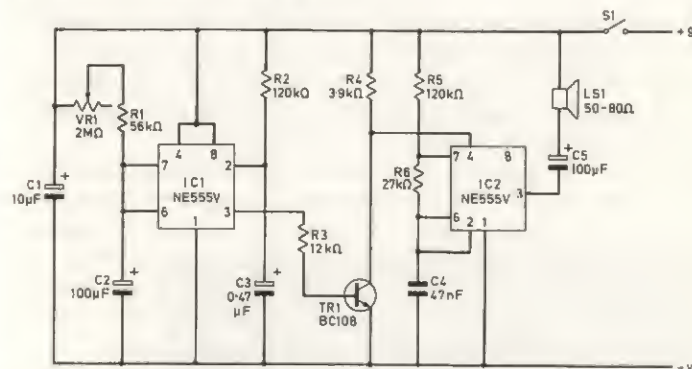 S1
+9
R2
120kΩ
R4
3·9kΩ
R5
120kΩ
LS1
50-80Ω
VR1
2MΩ
R1
56kΩ
4
8
7
2
IC1
NE555V
6
3
1
R6
27kΩ
7
4
8
IC2
NE555V
3
6
2
1
C5
+
100μF
C1
+
10μF
R3
12kΩ
C2
+
100μF
C3
+
0·47
μF
TR1
BC108
C4
47nF